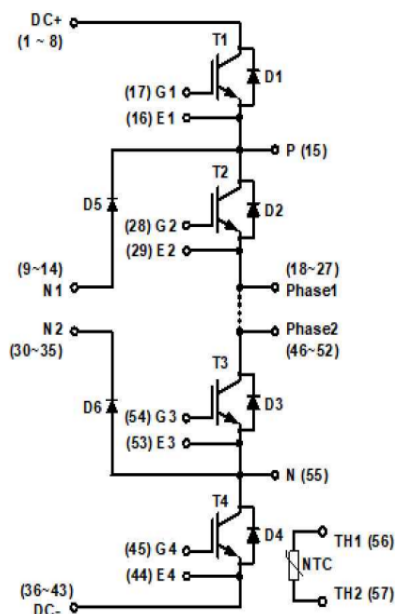 DC+
(1 ~ 8)
T1
D1
(17) G1
(16) E1
P (15)
T2
D5
D2
(28) G2
(29) E2
(9~14)
N1
(18~27)
Phase1
N2
(30~35)
Phase2
(46~52)
T3
D6
D3
(54) G3
(53) E3
N (55)
T4
D4
(45) G4
(44) E4
TH1 (56)
NTC
TH2 (57)
(36~43)
DC-